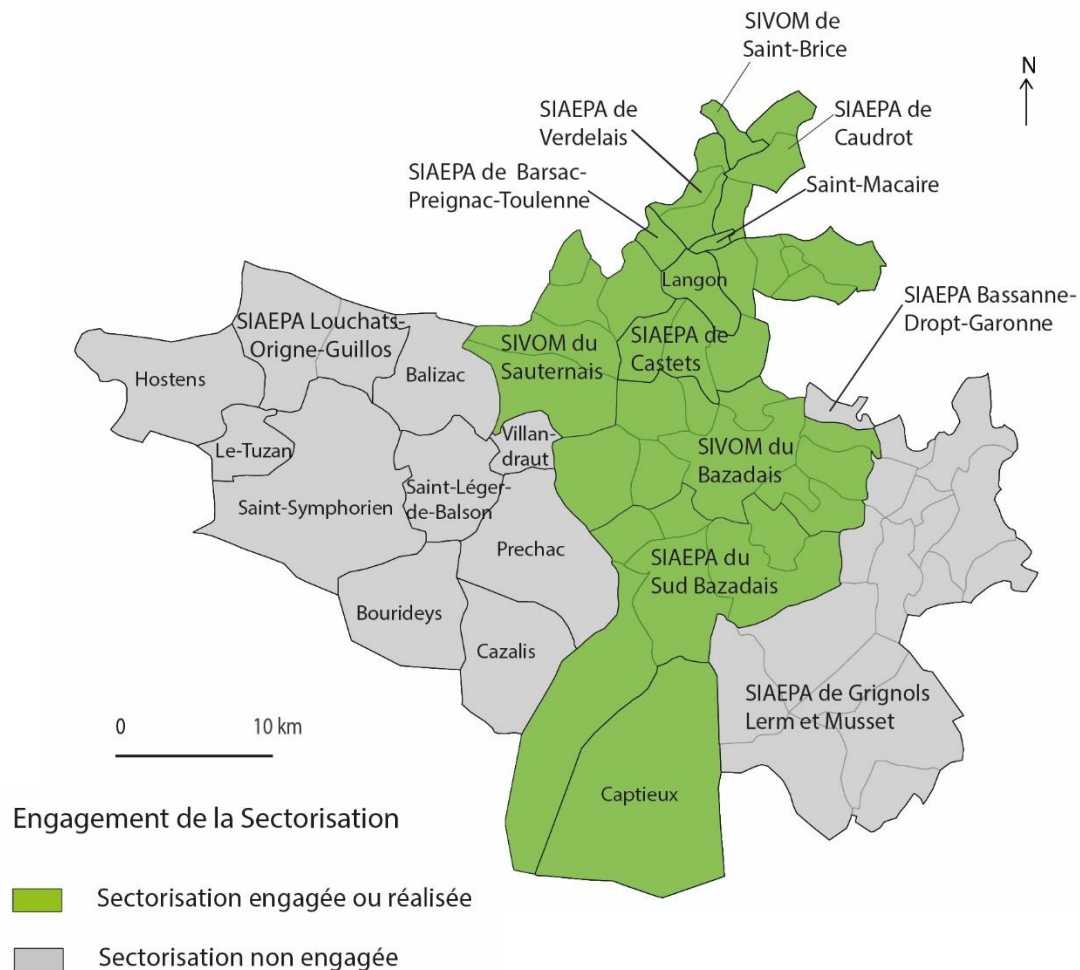 SIVOM de
Saint-Brice
N
SIAEPA de
Verdelais
SIAEPA de
Caudrot
SIAEPA de Barsac-
Preignac-Toulenne
Saint-Macaire
Langon
SIAEPA Bassanne-
Dropt-Garonne
SIAEPA Louchats-
Origne-Guillos
SIVOM du
Sauternais
SIAEPA de
Castets
Hostens
Balizac
Villan-
draut
Le-Tuzan
SIVOM du
Bazadais
Saint-Léger-
de-Balson
Saint-Symphorien
Prechac
SIAEPA du
Sud Bazadais
Bourideys
Cazalis
SIAEPA de Grignols
Lerm et Musset
0 10 km
Captieux
Engagement de la Sectorisation
Sectorisation engagée ou réalisée
Sectorisation non engagée